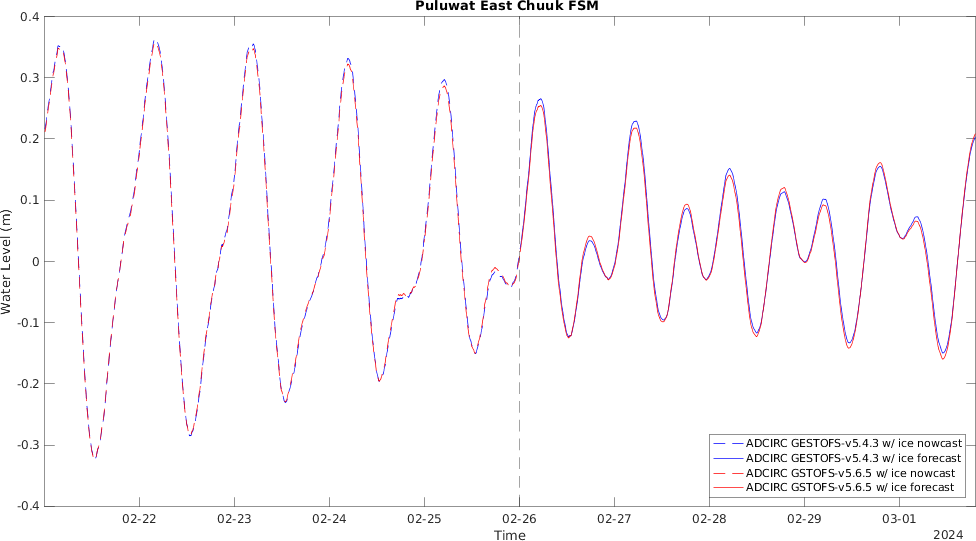 Puluwat East Chuuk FSM
0.4
0.3
0.2
0.1
0
-0.1
-0.2
-0.3
-0.4
Water Level (m)
02-22 02-23 02-24 02-25 02-26 02-27 02-28 02-29 03-01
Time
2024
ADCIRC GESTOFS-v5.4.3 w/ ice nowcast
ADCIRC GESTOFS-v5.4.3 w/ ice forecast
ADCIRC GSTOFS-v5.6.5 w/ ice nowcast
ADCIRC GSTOFS-v5.6.5 w/ ice forecast